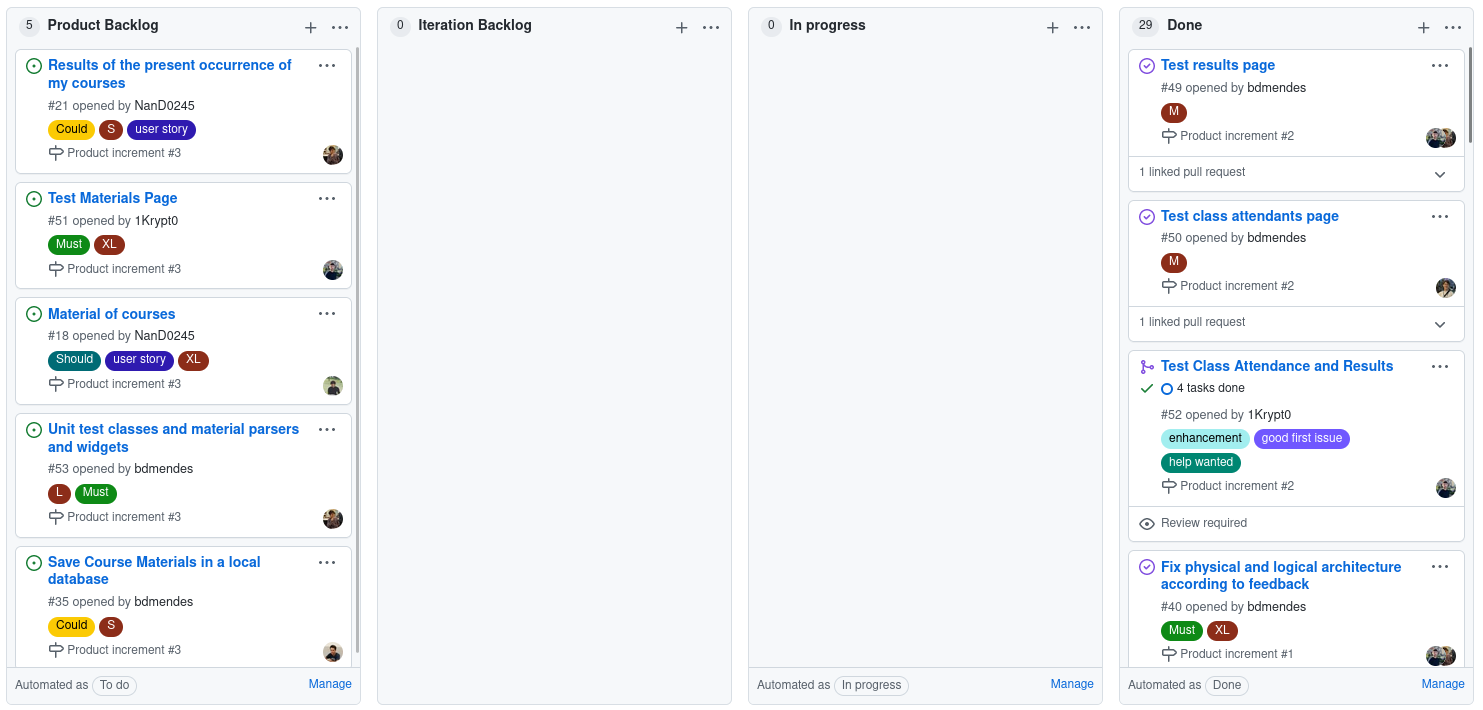 5 Product Backlog
Results of the present occurrence of
my courses
#21 opened by NanD0245
Could S user story
Product increment #3
Test Materials Page
#51 opened by 1Krypt0
Must XL
Product increment #3
Material of courses
#18 opened by NanD0245
Should user story XL
Product increment #3
Unit test classes and material parsers
and widgets
#53 opened by bdmendes
L Must
Product increment #3
Save Course Materials in a local
database
#35 opened by bdmendes
Could S
Product increment #3
Automated as To do Manage
0 Iteration Backlog
0 In progress
Automated as In progress Manage
29 Done
Test results page
#49 opened by bdmendes
M
Product increment #2
1 linked pull request
Test class attendants page
#50 opened by bdmendes
M
Product increment #2
1 linked pull request
Test Class Attendance and Results
4 tasks done
#52 opened by 1Krypt0
enhancement good first issue
help wanted
Product increment #2
Review required
Fix physical and logical architecture
according to feedback
#40 opened by bdmendes
Must XL
Product increment #1
Automated as Done Manage